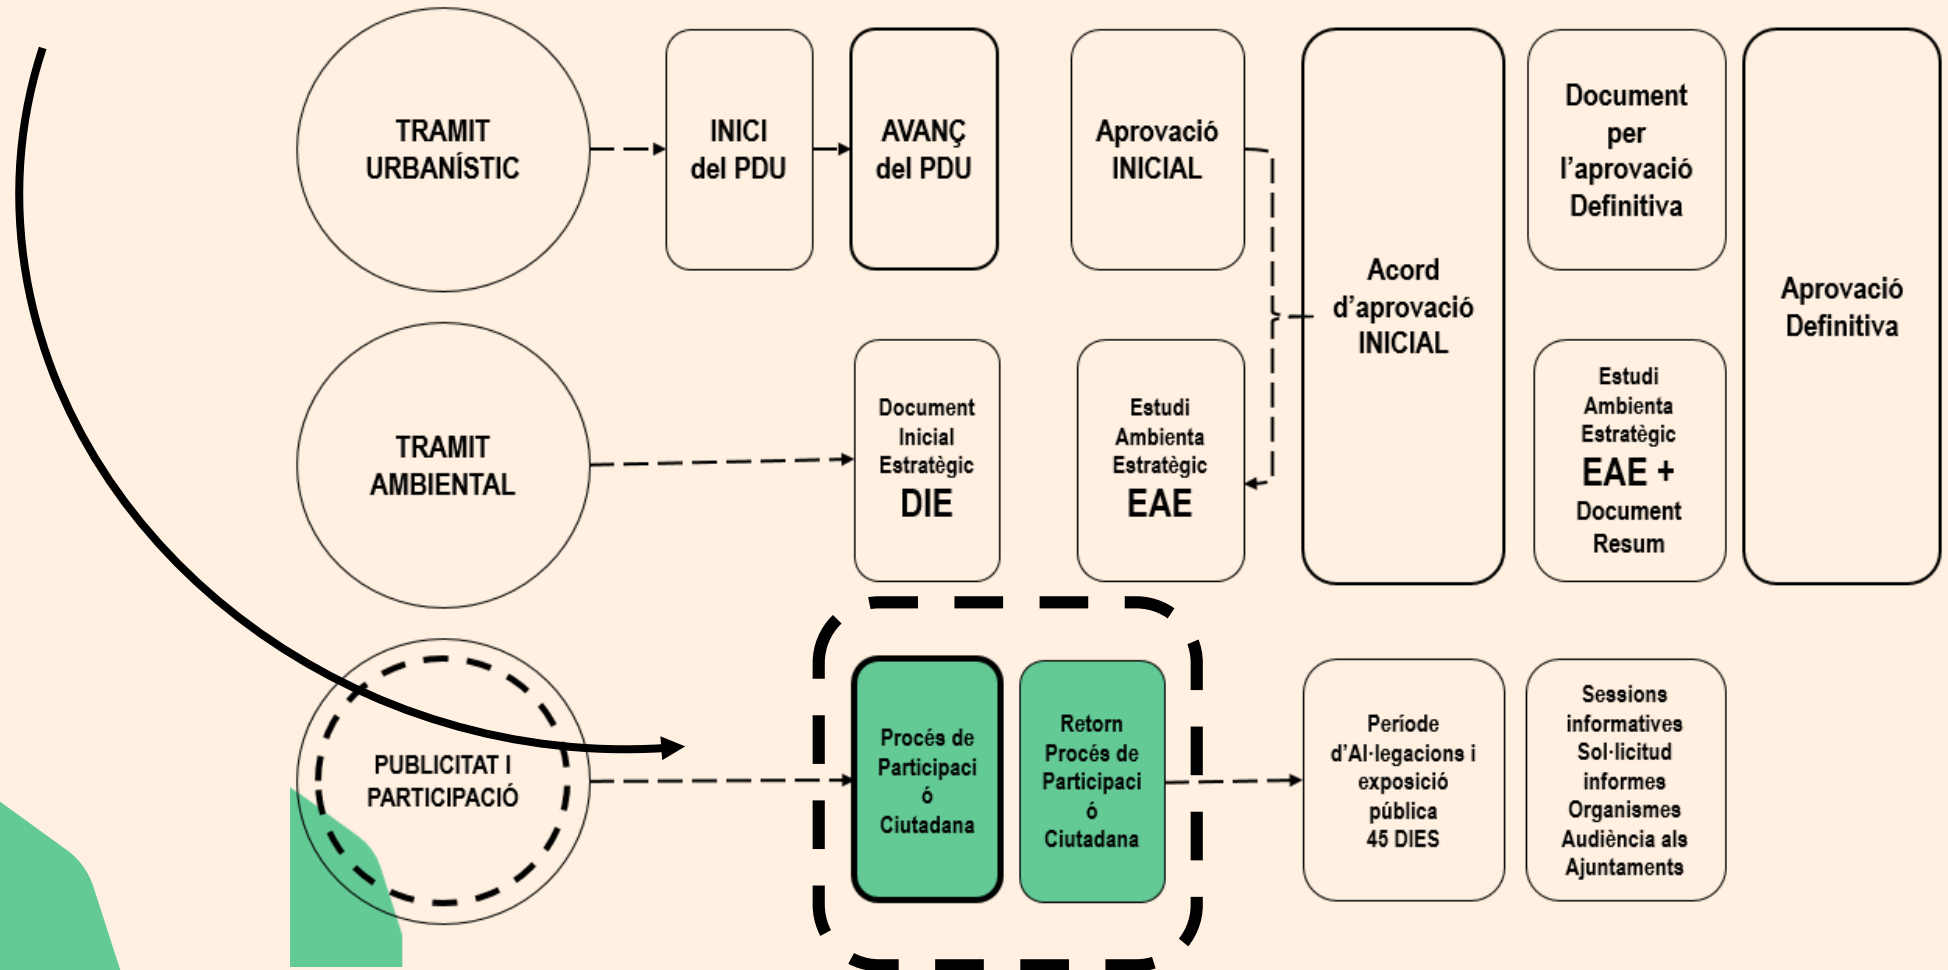 TRAMIT
URBANÍSTIC
INICI
del PDU
AVANÇ
del PDU
Aprovació
INICIAL
Acord
d’aprovació
INICIAL
Document
per
l’aprovació
Definitiva
Aprovació
Definitiva
TRAMIT
AMBIENTAL
Document
Inicial
Estratègic
DIE
Estudi
Ambienta
Estratègic
EAE
Estudi
Ambienta
Estratègic
EAE +
Document
Resum
PUBLICITAT I
PARTICIPACIÓ
Procés de
Participaci
ó
Ciutadana
Retorn
Procés de
Participaci
ó
Ciutadana
Període
d’Al·legacions i
exposició
pública
45 DIES
Sessions
informatives
Sol·licitud
informes
Organismes
Audiència als
Ajuntaments